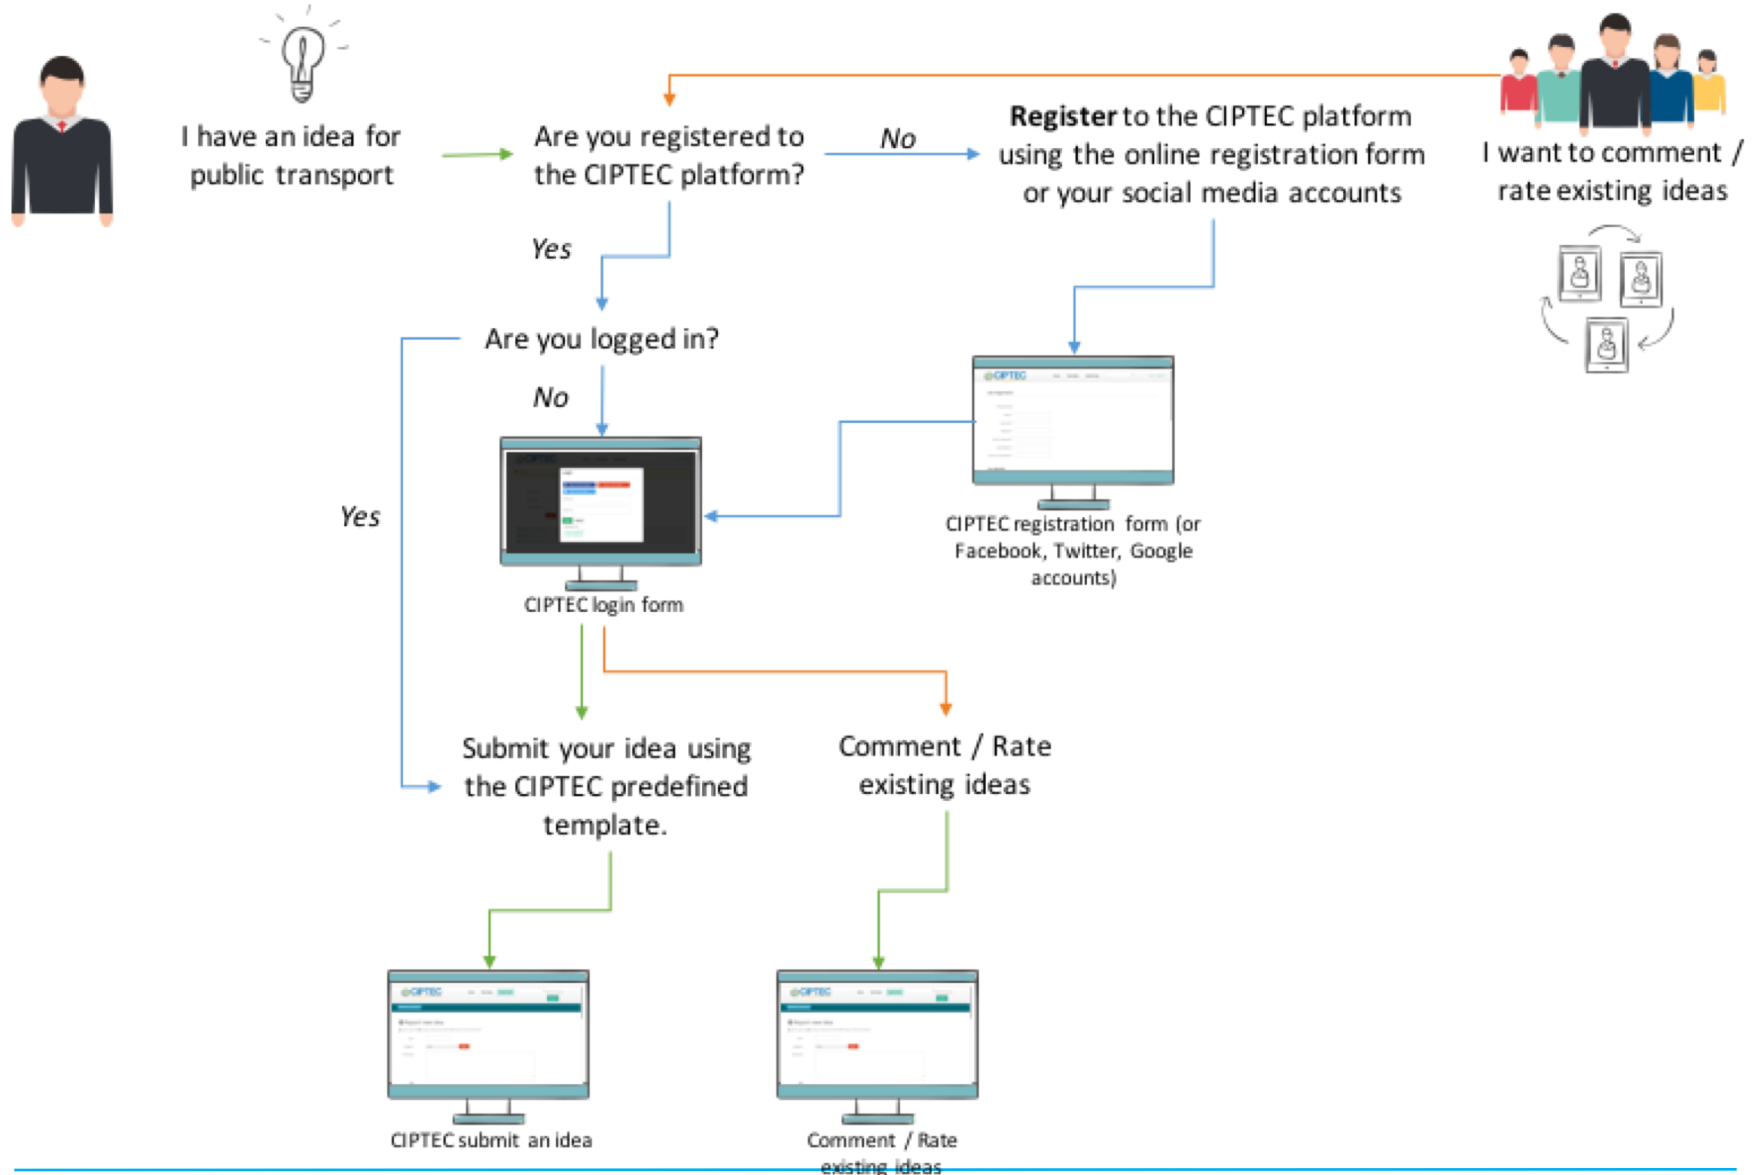 I have an idea for
public transport
Are you registered to
the CIPTEC platform?
No
Register to the CIPTEC platform
using the online registration form
or your social media accounts
I want to comment /
rate existing ideas
Yes
Are you logged in?
No
Yes
CIPTEC
CIPTEC registration form (or
Facebook, Twitter, Google
accounts)
CIPTEC login form
Submit your idea using
the CIPTEC predefined
template.
Comment / Rate
existing ideas
CIPTEC
CIPTEC submit an idea
CIPTEC
Comment / Rate
existing ideas